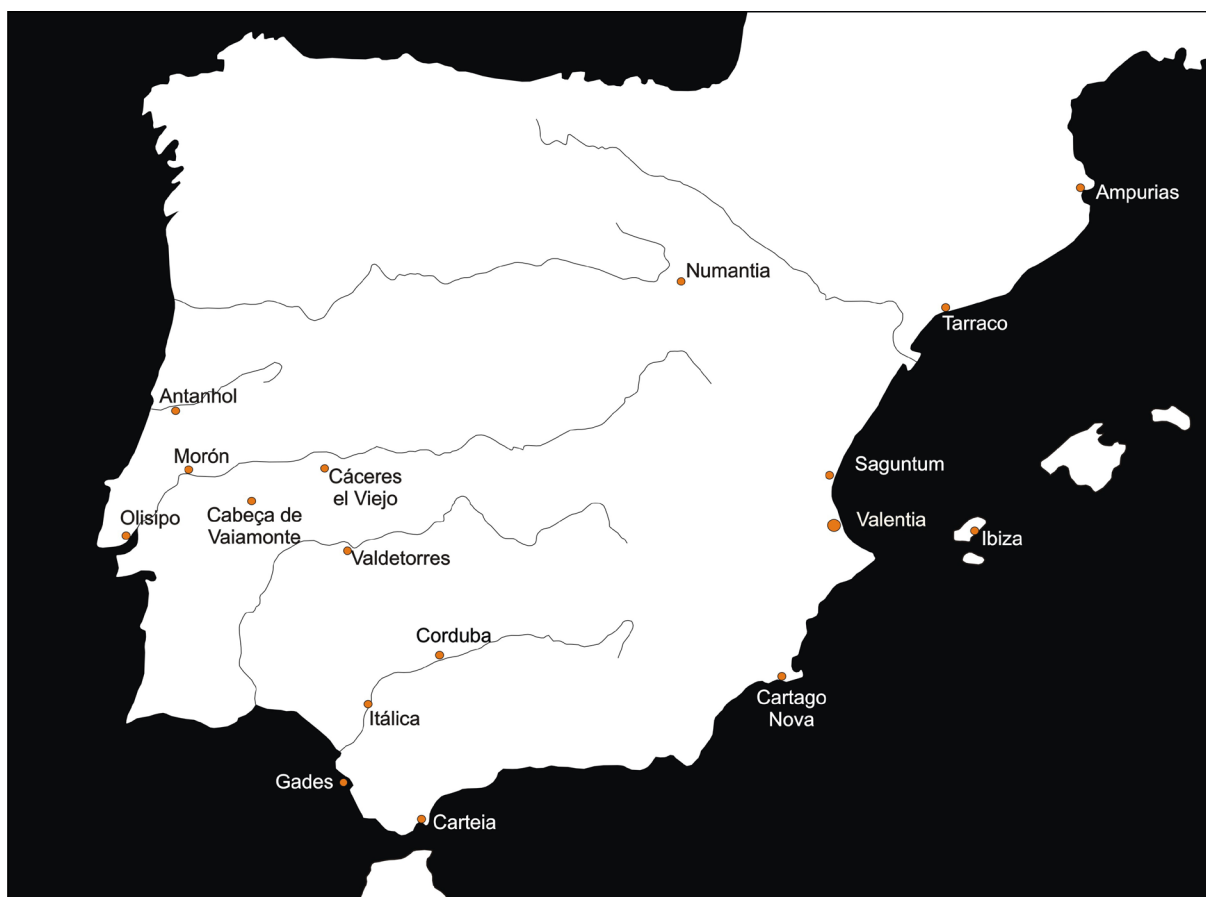 Ampurias
Numantia
Tarraco
Antanhol
Morón
Cáceres
el Viejo
Saguntum
Cabeça de
Vaiamonte
Olisipo
Valentia
Ibiza
Valdetorres
Corduba
Cartago
Nova
Itálica
Gades
Carteia